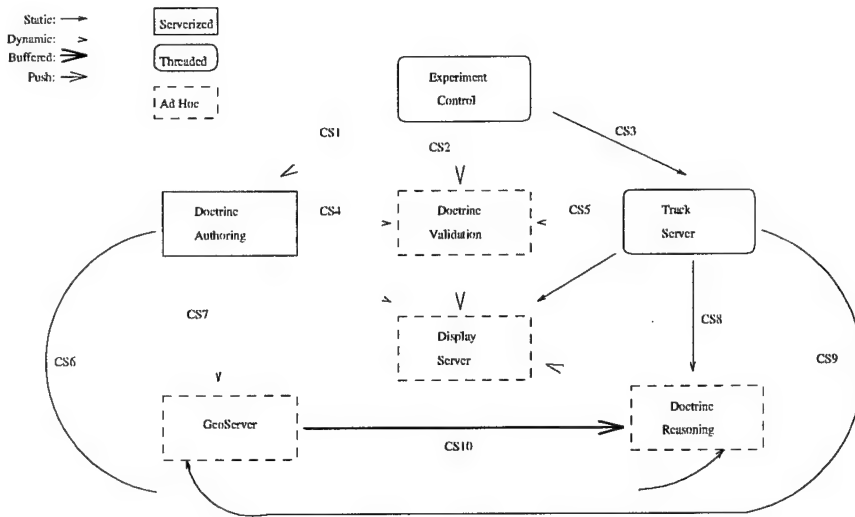 Static:
Serverized
Dynamic:
Buffered:
Threaded
Push:
Ad Hoc
Experiment
Control
CS1
CS2
CS3
Doctrine
Authoring
CS4
Doctrine
Validation
CS5
Track
Server
CS7
Display
Server
CS8
CS6
CS9
GeoServer
Doctrine
Reasoning
CS10